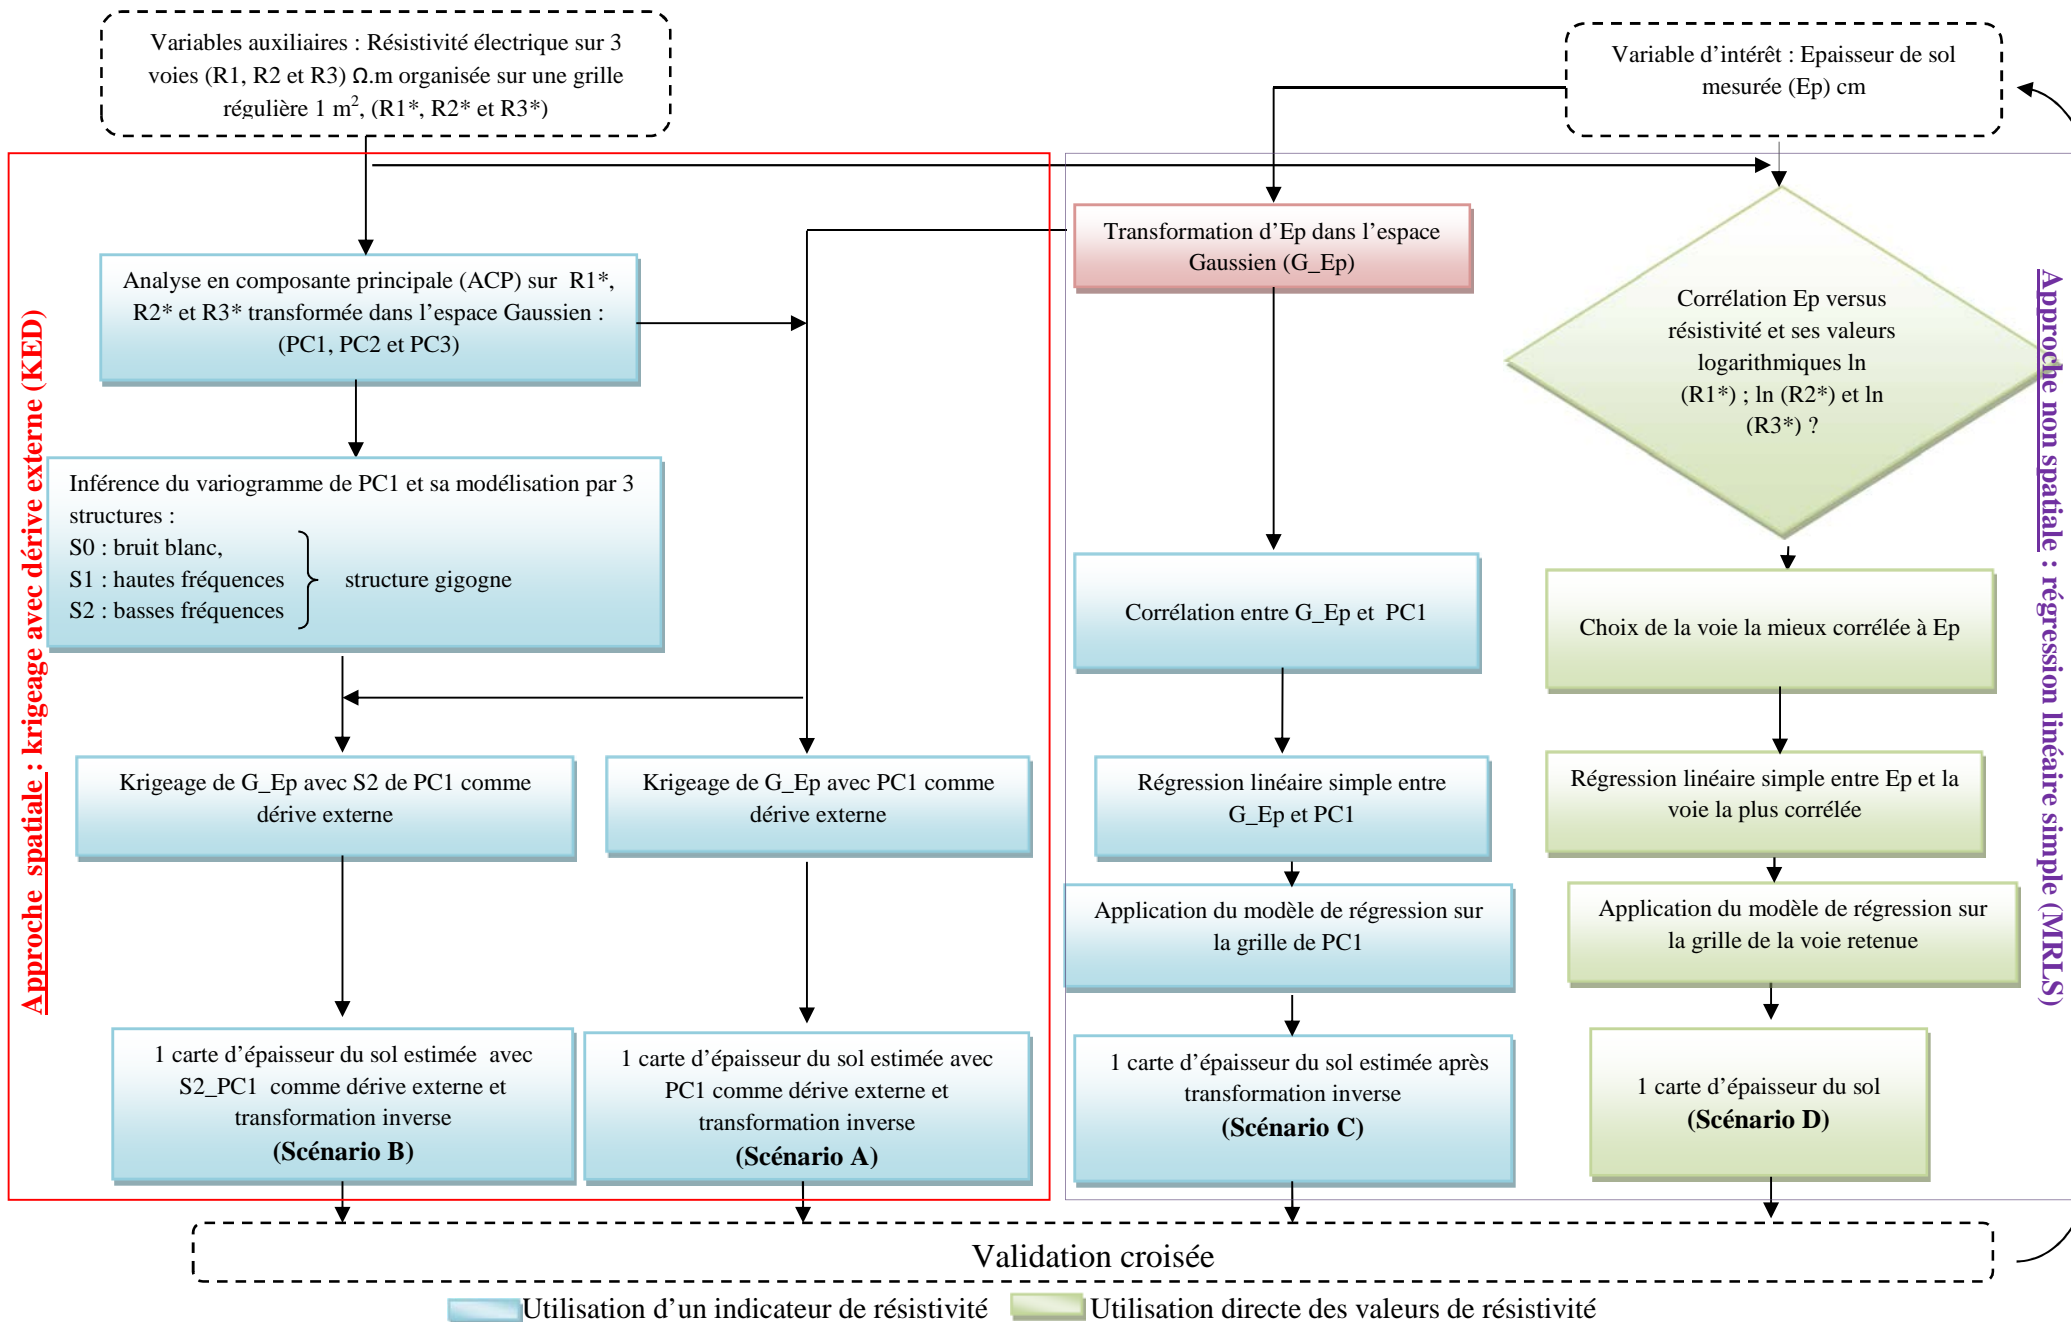 Variables auxiliaires : Résistivité électrique sur 3
voies (R1, R2 et R3) Ω.m organisée sur une grille
régulière 1 m², (R1*, R2* et R3*)
Variable d'intérêt : Epaisseur de sol
mesurée (Ep) cm
Approche spatiale : krigeage avec dérive externe (KED)
Analyse en composante principale (ACP) sur R1*,
R2* et R3* transformée dans l'espace Gaussien :
(PC1, PC2 et PC3)
Inférence du variogramme de PC1 et sa modélisation par 3
structures :
S0 : bruit blanc,
S1 : hautes fréquences
S2 : basses fréquences
structure gigogne
Krigeage de G_Ep avec S2 de PC1 comme
dérive externe
Krigeage de G_Ep avec PC1 comme
dérive externe
1 carte d'épaisseur du sol estimée avec
S2_PC1 comme dérive externe et
transformation inverse
(Scénario B)
1 carte d'épaisseur du sol estimée avec
PC1 comme dérive externe et
transformation inverse
(Scénario A)
Transformation d'Ep dans l'espace
Gaussien (G_Ep)
Corrélation entre G_Ep et PC1
Régression linéaire simple entre
G_Ep et PC1
Application du modèle de régression sur
la grille de PC1
1 carte d'épaisseur du sol estimée après
transformation inverse
(Scénario C)
Corrélation Ep versus
résistivité et ses valeurs
logarithmiques ln
(R1*) ; ln (R2*) et ln
(R3*) ?
Choix de la voie la mieux corrélée à Ep
Régression linéaire simple entre Ep et la
voie la plus corrélée
Application du modèle de régression sur
la grille de la voie retenue
1 carte d'épaisseur du sol
(Scénario D)
Approche non spatiale : régression linéaire simple (MRLS)
Validation croisée
Utilisation d'un indicateur de résistivité
Utilisation directe des valeurs de résistivité